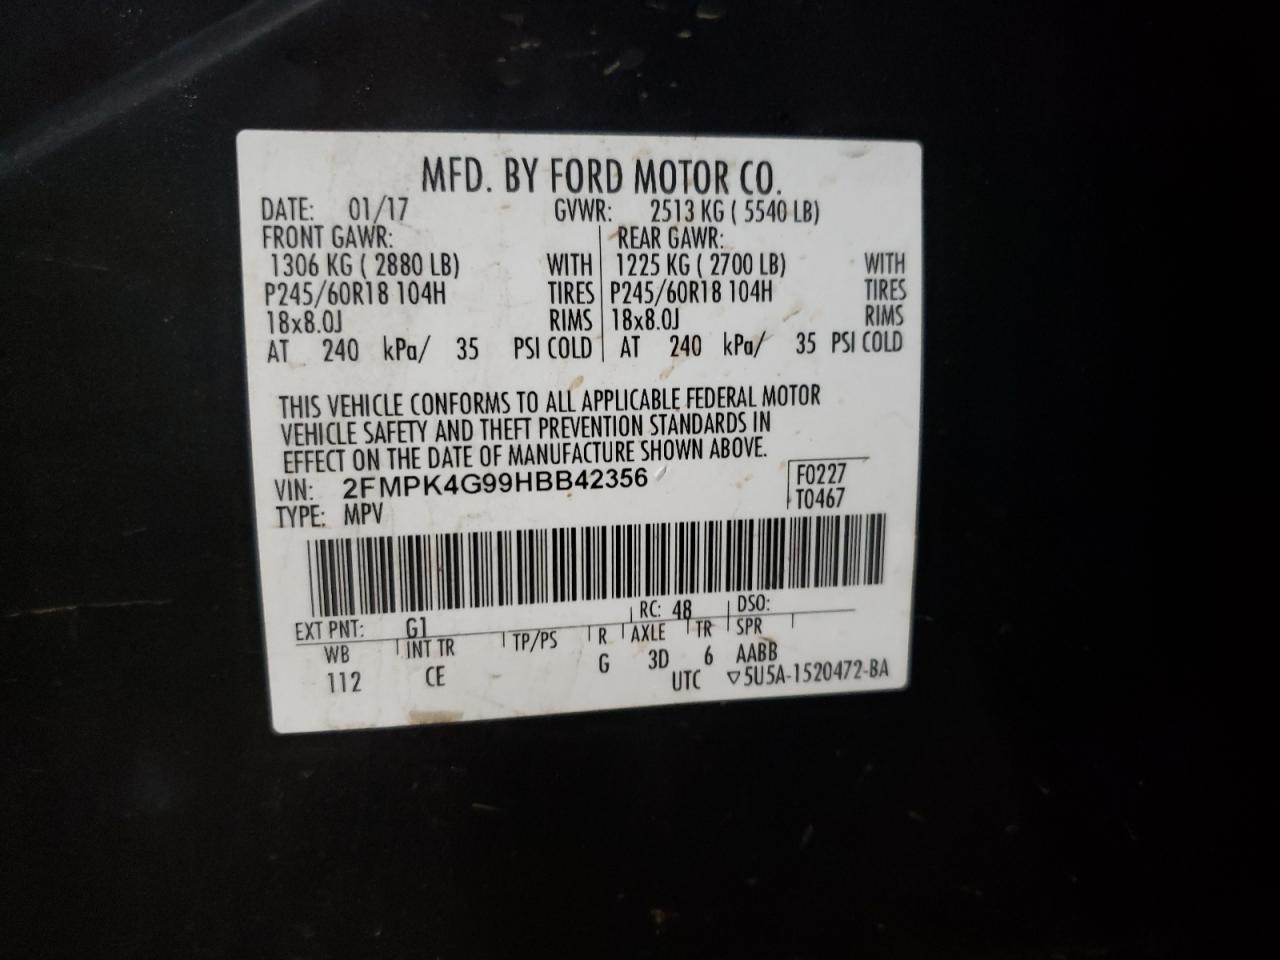 MFD. BY FORD MOTOR CO.
DATE: 01/17 GVWR: 2513 KG ( 5540 LB)
FRONT GAWR: REAR GAWR:
1306 KG ( 2880 LB) WITH 1225 KG ( 2700 LB) WITH
P245/60R18 104H TIRES P245/60R18 104H TIRES
18x8.0J RIMS 18x8.0J RIMS
AT 240 kPa/ 35 PSI COLD AT 240 kPa/ 35 PSI COLD
THIS VEHICLE CONFORMS TO ALL APPLICABLE FEDERAL MOTOR
VEHICLE SAFETY AND THEFT PREVENTION STANDARDS IN
EFFECT ON THE DATE OF MANUFACTURE SHOWN ABOVE.
VIN: 2FMPK4G99HBB42356 F0227
TYPE: MPV T0467
EXT PNT: G1 RC: 48 DSO:
WB INT TR TP/PS R AXLE TR SPR
112 CE G 3D 6 AABB
UTC ▽5U5A-1520472-BA